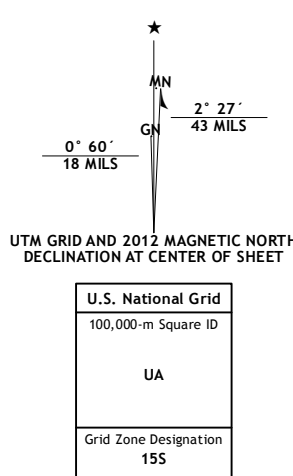 ★
MN
2° 27´
43 MILS
GN
0° 60´
18 MILS
UTM GRID AND 2012 MAGNETIC NORTH
DECLINATION AT CENTER OF SHEET
U.S. National Grid
100,000-m Square ID
UA
Grid Zone Designation
15S